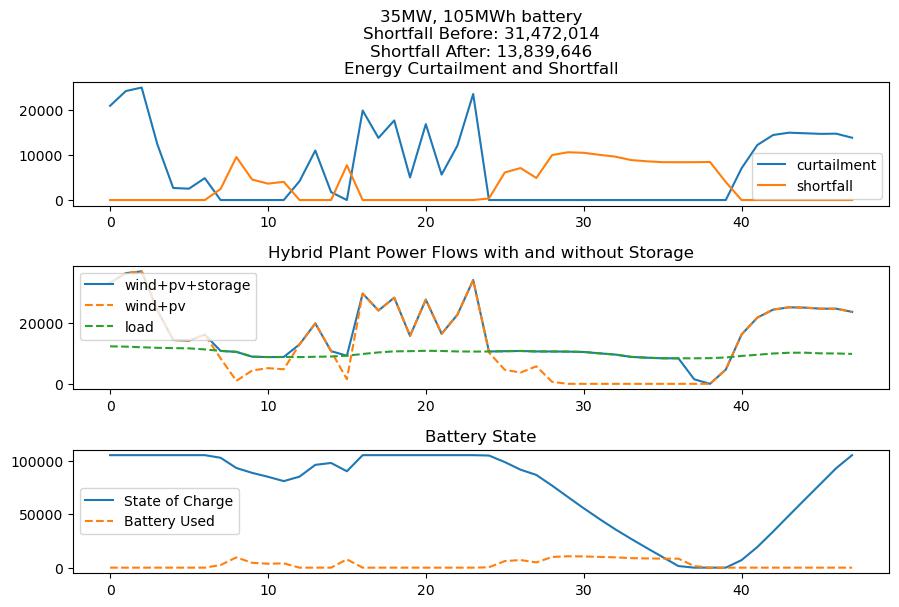 35MW, 105MWh battery
Shortfall Before: 31,472,014
Shortfall After: 13,839,646
Energy Curtailment and Shortfall
20000
10000
0
curtailment
shortfall
0 10 20 30 40
Hybrid Plant Power Flows with and without Storage
20000
0
wind+pv+storage
wind+pv
load
0 10 20 30 40
Battery State
100000
50000
0
State of Charge
Battery Used
0 10 20 30 40